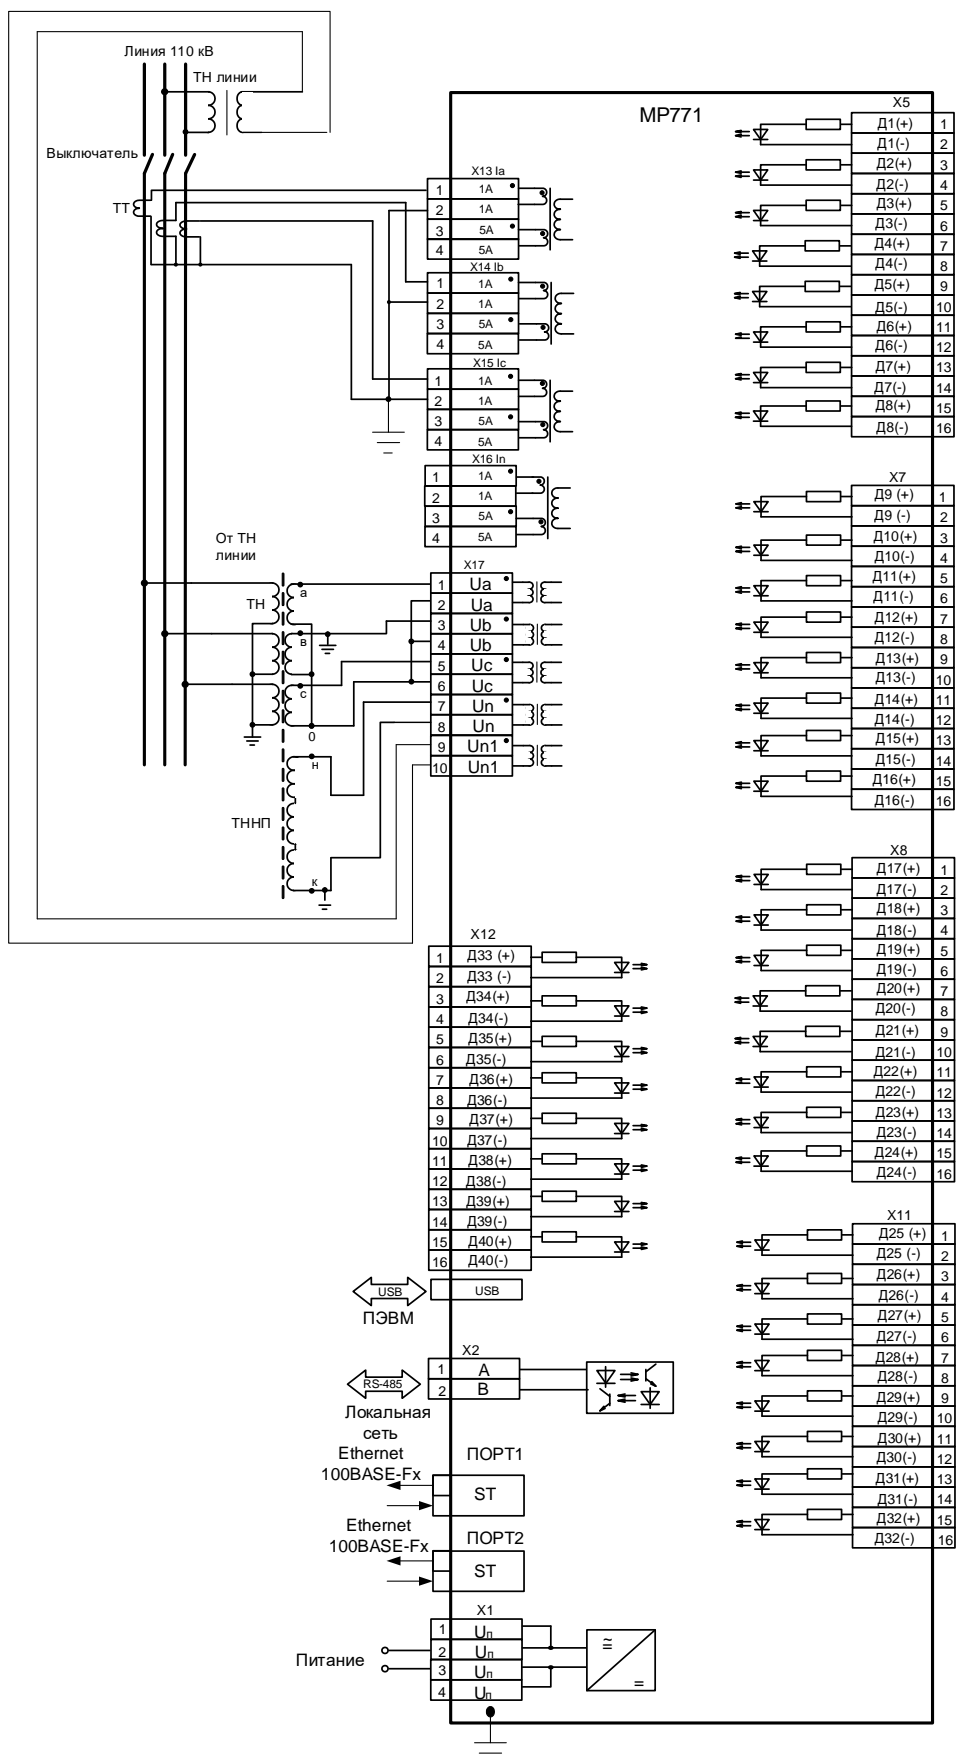 Линия 110 кВ
ТН линии
Выключатель
ТТ
МР771
X13 Ia
1 1A
2 1A
3 5A
4 5A
X14 Ib
1 1A
2 1A
3 5A
4 5A
X15 Ic
1 1A
2 1A
3 5A
4 5A
X16 In
1 1A
2 1A
3 5A
4 5A
От ТН
линии
ТН
а
в
с
0
н
ТННП
к
X17
1 Ua
2 Ua
3 Ub
4 Ub
5 Uc
6 Uc
7 Un
8 Un
9 Un1
10 Un1
X12
1 Д33 (+)
2 Д33 (-)
3 Д34(+)
4 Д34(-)
5 Д35(+)
6 Д35(-)
7 Д36(+)
8 Д36(-)
9 Д37(+)
10 Д37(-)
11 Д38(+)
12 Д38(-)
13 Д39(+)
14 Д39(-)
15 Д40(+)
16 Д40(-)
USB
USB
ПЭВМ
X2
1 A
2 B
RS-485
Локальная
сеть
Ethernet
100BASE-Fx
ПОРТ1
ST
Ethernet
100BASE-Fx
ПОРТ2
ST
X1
1 Uп
2 Uп
3 Uп
4 Uп
Питание
≅
=
X5
Д1(+) 1
Д1(-) 2
Д2(+) 3
Д2(-) 4
Д3(+) 5
Д3(-) 6
Д4(+) 7
Д4(-) 8
Д5(+) 9
Д5(-) 10
Д6(+) 11
Д6(-) 12
Д7(+) 13
Д7(-) 14
Д8(+) 15
Д8(-) 16
X7
Д9 (+) 1
Д9 (-) 2
Д10(+) 3
Д10(-) 4
Д11(+) 5
Д11(-) 6
Д12(+) 7
Д12(-) 8
Д13(+) 9
Д13(-) 10
Д14(+) 11
Д14(-) 12
Д15(+) 13
Д15(-) 14
Д16(+) 15
Д16(-) 16
X8
Д17(+) 1
Д17(-) 2
Д18(+) 3
Д18(-) 4
Д19(+) 5
Д19(-) 6
Д20(+) 7
Д20(-) 8
Д21(+) 9
Д21(-) 10
Д22(+) 11
Д22(-) 12
Д23(+) 13
Д23(-) 14
Д24(+) 15
Д24(-) 16
X11
Д25 (+) 1
Д25 (-) 2
Д26(+) 3
Д26(-) 4
Д27(+) 5
Д27(-) 6
Д28(+) 7
Д28(-) 8
Д29(+) 9
Д29(-) 10
Д30(+) 11
Д30(-) 12
Д31(+) 13
Д31(-) 14
Д32(+) 15
Д32(-) 16